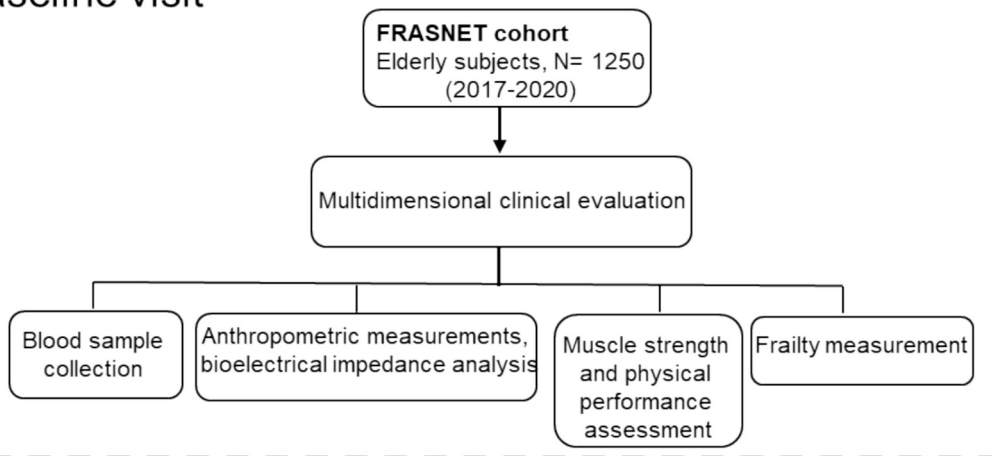 visit
FRASNET cohort
Elderly subjects, N= 1250
(2017-2020)
Multidimensional clinical evaluation
Blood sample
collection
Anthropometric measurements,
bioelectrical impedance analysis
Muscle strength
and physical
performance
assessment
Frailty measurement